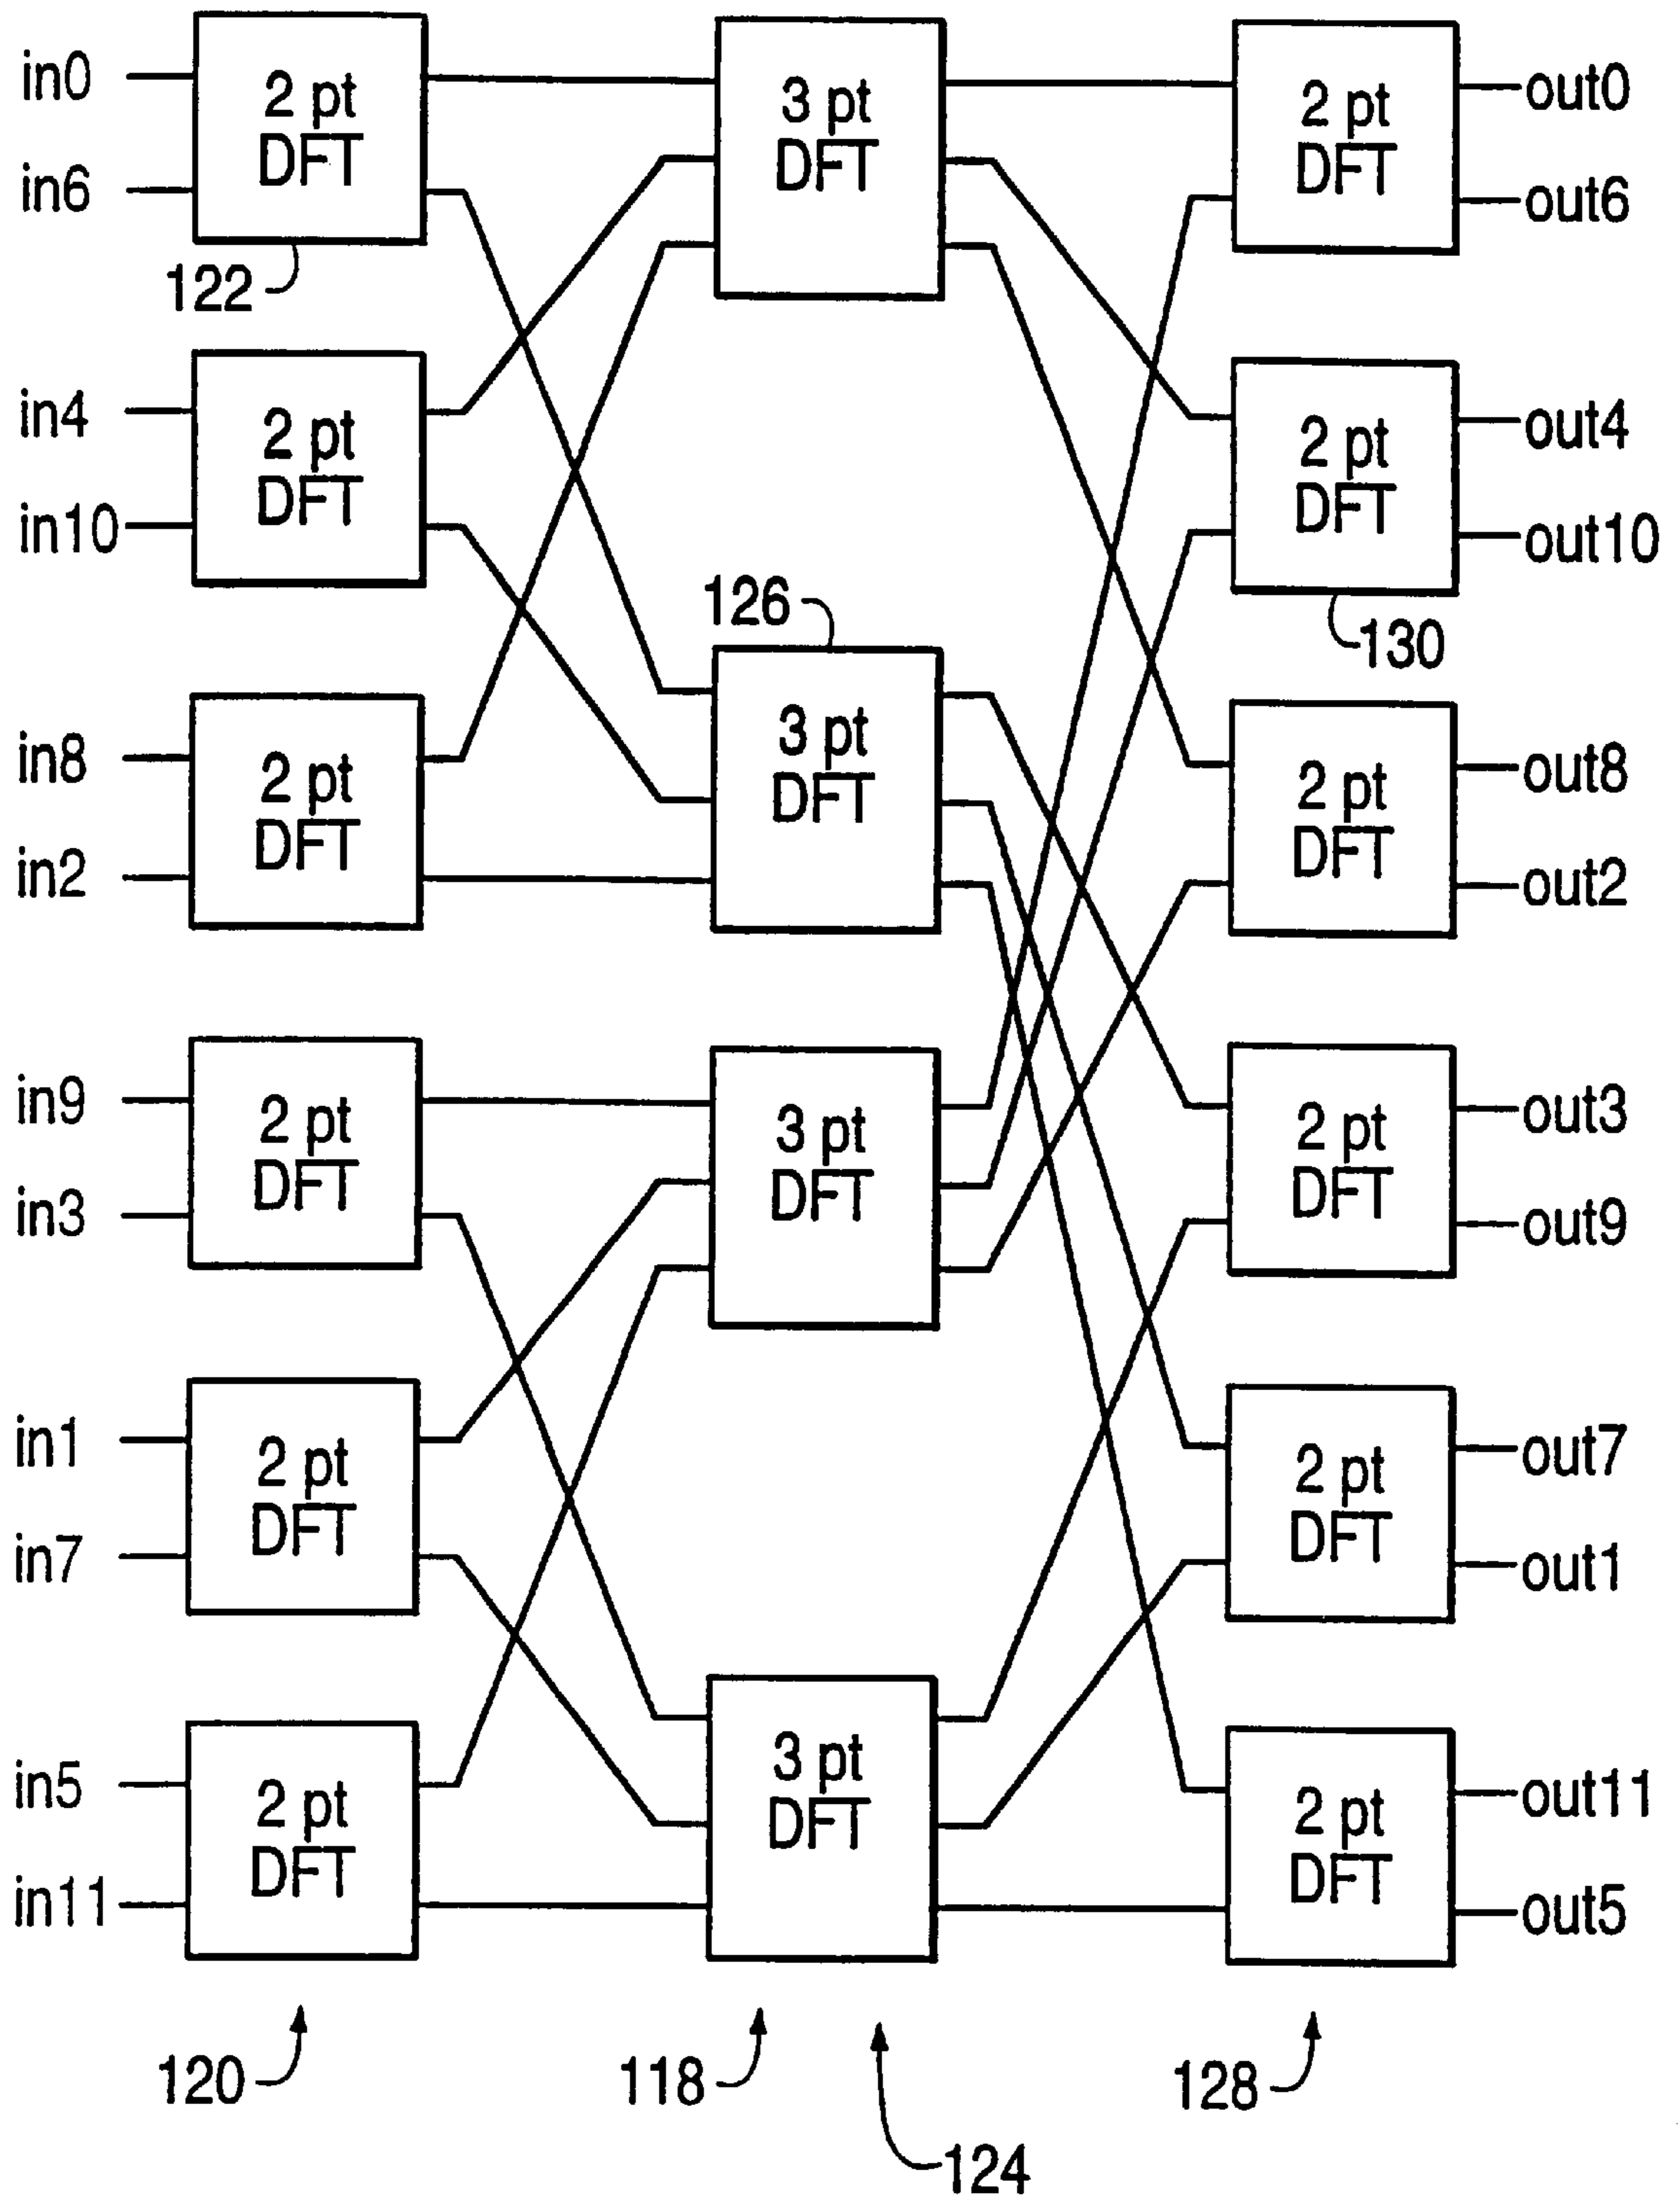 in0
in6
2 pt
DFT
122
in4
in10
2 pt
DFT
in8
in2
2 pt
DFT
in9
in3
2 pt
DFT
in1
in7
2 pt
DFT
in5
in11
2 pt
DFT
3 pt
DFT
126
3 pt
DFT
3 pt
DFT
3 pt
DFT
2 pt
DFT
out0
out6
2 pt
DFT
out4
out10
130
2 pt
DFT
out8
out2
2 pt
DFT
out3
out9
2 pt
DFT
out7
out1
2 pt
DFT
out11
out5
120
118
124
128